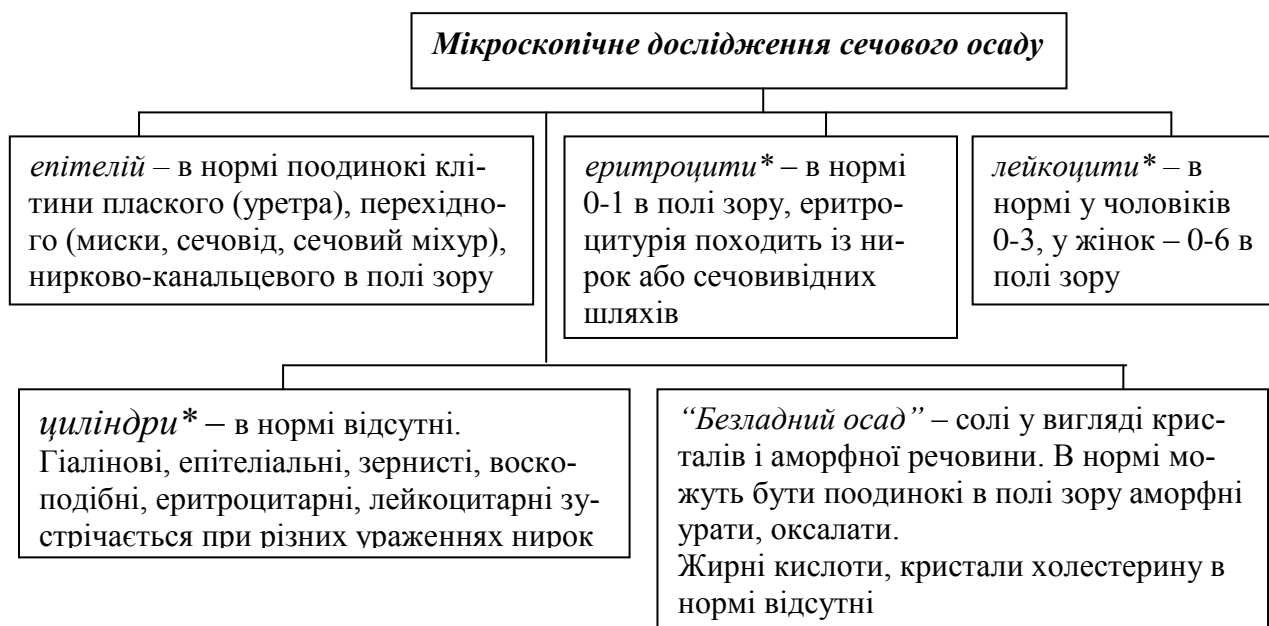 Мікроскопічне дослідження сечового осаду
епітелій – в нормі поодинокі клі-
тини плаского (уретра), перехідно-
го (миски, сечовід, сечовий міхур),
нирково-канальцевого в полі зору
еритроцити* – в нормі
0-1 в полі зору, еритро-
цитурія походить із ни-
рок або сечовивідних
шляхів
лейкоцити* – в
нормі у чоловіків
0-3, у жінок – 0-6 в
полі зору
циліндри* – в нормі відсутні.
Гіалінові, епітеліальні, зернисті, воско-
подібні, еритроцитарні, лейкоцитарні зу-
стрічається при різних ураженнях нирок
“Безладний осад” – солі у вигляді крис-
талів і аморфної речовини. В нормі мо-
жуть бути поодинокі в полі зору аморфні
урати, оксалати.
Жирні кислоти, кристали холестерину в
нормі відсутні